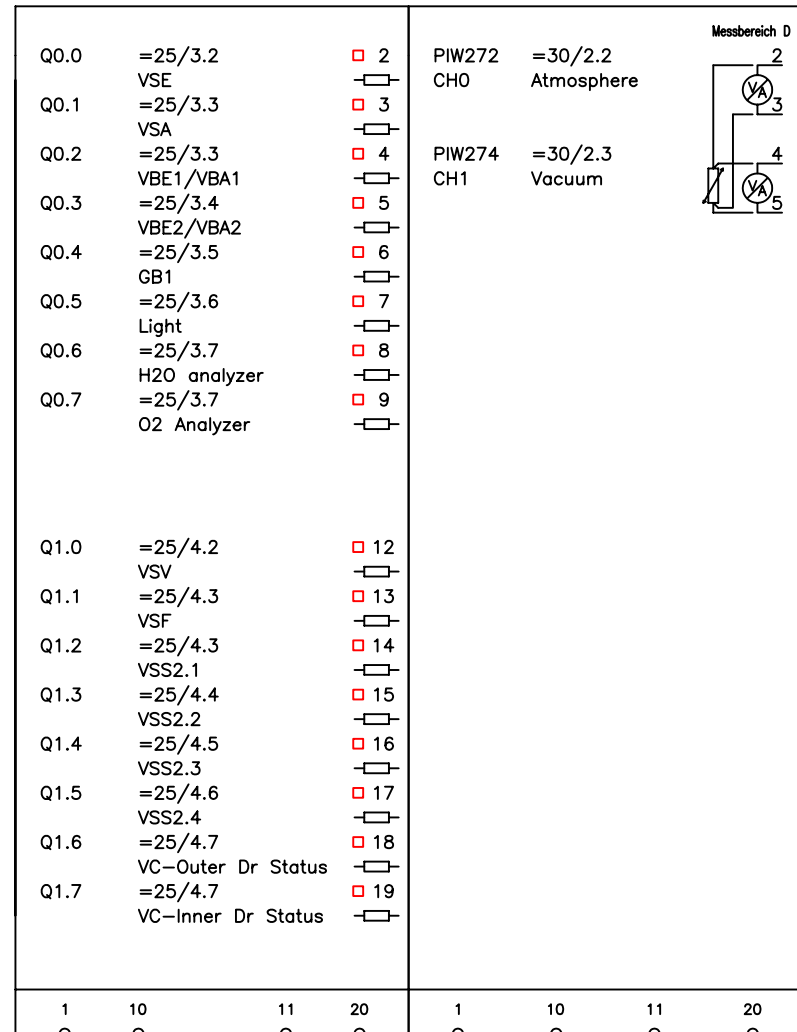 Q0.0 =25/3.2 2
VSE
Q0.1 =25/3.3 3
VSA
Q0.2 =25/3.3 4
VBE1/VBA1
Q0.3 =25/3.4 5
VBE2/VBA2
Q0.4 =25/3.5 6
GB1
Q0.5 =25/3.6 7
Light
Q0.6 =25/3.7 8
H2O analyzer
Q0.7 =25/3.7 9
O2 Analyzer
Q1.0 =25/4.2 12
VSV
Q1.1 =25/4.3 13
VSF
Q1.2 =25/4.3 14
VSS2.1
Q1.3 =25/4.4 15
VSS2.2
Q1.4 =25/4.5 16
VSS2.3
Q1.5 =25/4.6 17
VSS2.4
Q1.6 =25/4.7 18
VC-Outer Dr Status
Q1.7 =25/4.7 19
VC-Inner Dr Status
1 10 11 20
Messbereich D
PIW272 =30/2.2 2
CH0 Atmosphere
VA
3
PIW274 =30/2.3 4
CH1 Vacuum
VA
5
1 10 11 20